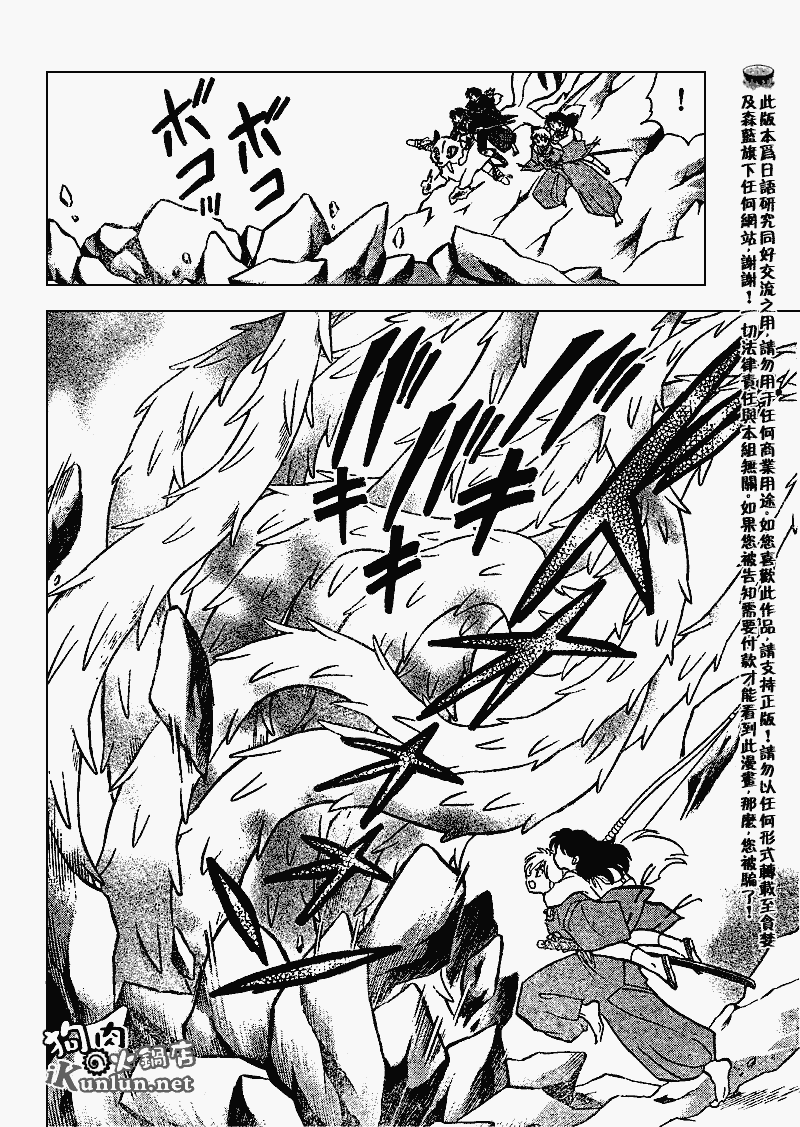 ！
ボコ
ボコ
バキ
バキ
バキ
此版本爲日語研究同好交流之用，請勿用于任何商業用途。如您喜歡此作品，請支持正版！請勿以任何形式轉載至貪婪
及森藍旗下任何網站，謝謝！一切法律責任與本組無關。如果您被告知需要付款才能看到此漫畫，那麽，您被騙了！
狗肉火鍋店
iKunlun.net